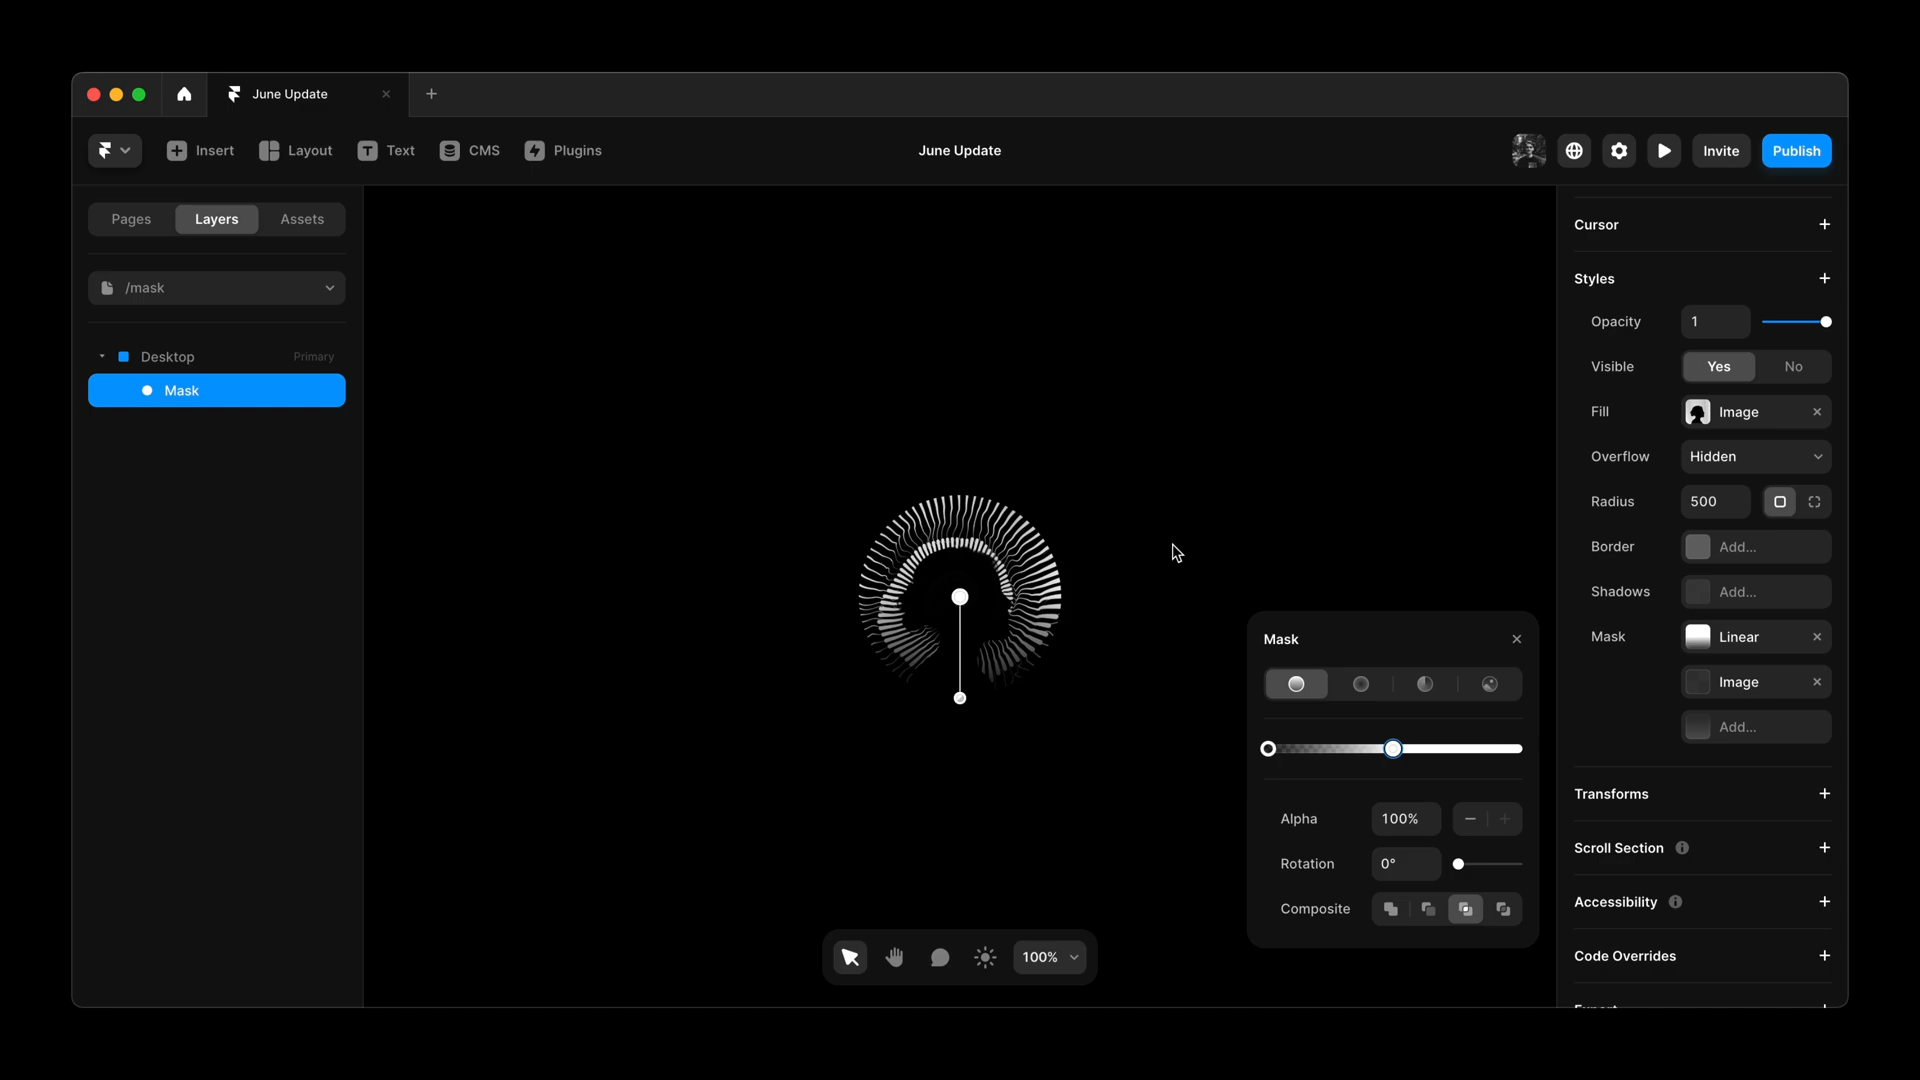 June Update
Insert
Layout
Text
CMS
Plugins
June Update
Invite
Publish
Pages
Layers
Assets
/mask
Desktop
Primary
Mask
Cursor
Styles
Opacity
1
Visible
Yes
No
Fill
Image
Overflow
Hidden
Radius
500
Border
Add...
Shadows
Add...
Mask
Linear
Image
Add...
Transforms
Scroll Section
Accessibility
Code Overrides
Mask
Alpha
100%
Rotation
0°
Composite
100%